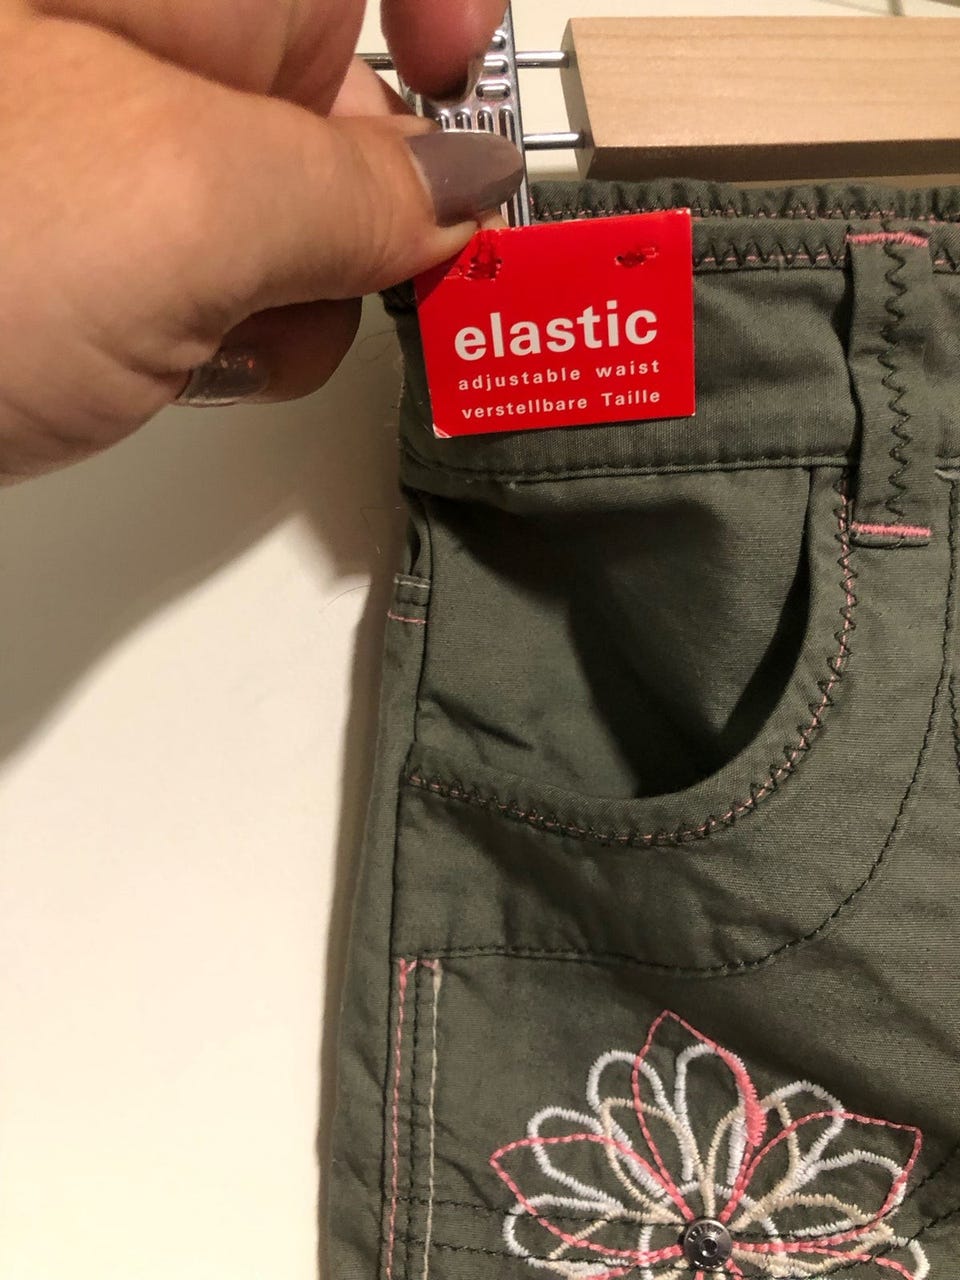 elastic
adjustable waist
verstellbare Taille